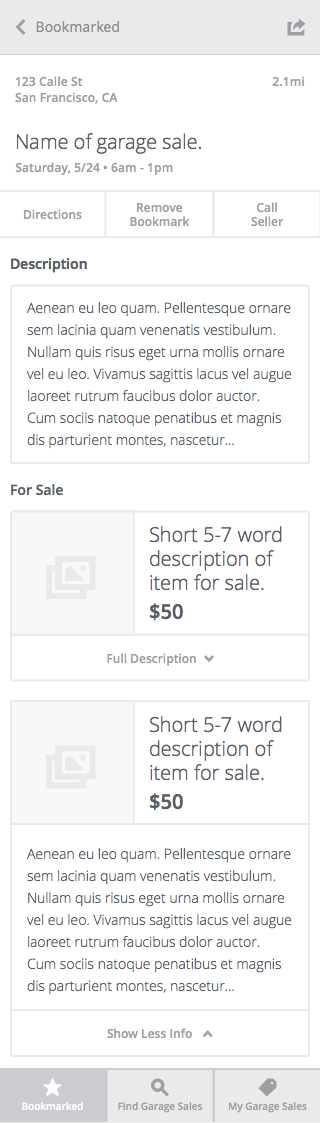 Bookmarked
123 Calle St
2.1mi
San Francisco, CA
Name of garage sale.
Saturday, 5/24 • 6am - 1pm
Directions
Remove
Bookmark
Call
Seller
Description
Aenean eu leo quam. Pellentesque ornare
sem lacinia quam venenatis vestibulum.
Nullam quis risus eget urna mollis ornare
vel eu leo. Vivamus sagittis lacus vel augue
laoreet rutrum faucibus dolor auctor.
Cum sociis natoque penatibus et magnis
dis parturient montes, nascetur...
For Sale
Short 5-7 word
description of
item for sale.
$50
Full Description
Short 5-7 word
description of
item for sale.
$50
Aenean eu leo quam. Pellentesque ornare
sem lacinia quam venenatis vestibulum.
Nullam quis risus eget urna mollis ornare
vel eu leo. Vivamus sagittis lacus vel augue
laoreet rutrum faucibus dolor auctor.
Cum sociis natoque penatibus et magnis
dis parturient montes, nascetur...
Show Less Info
Bookmarked
Find Garage Sales
My Garage Sales